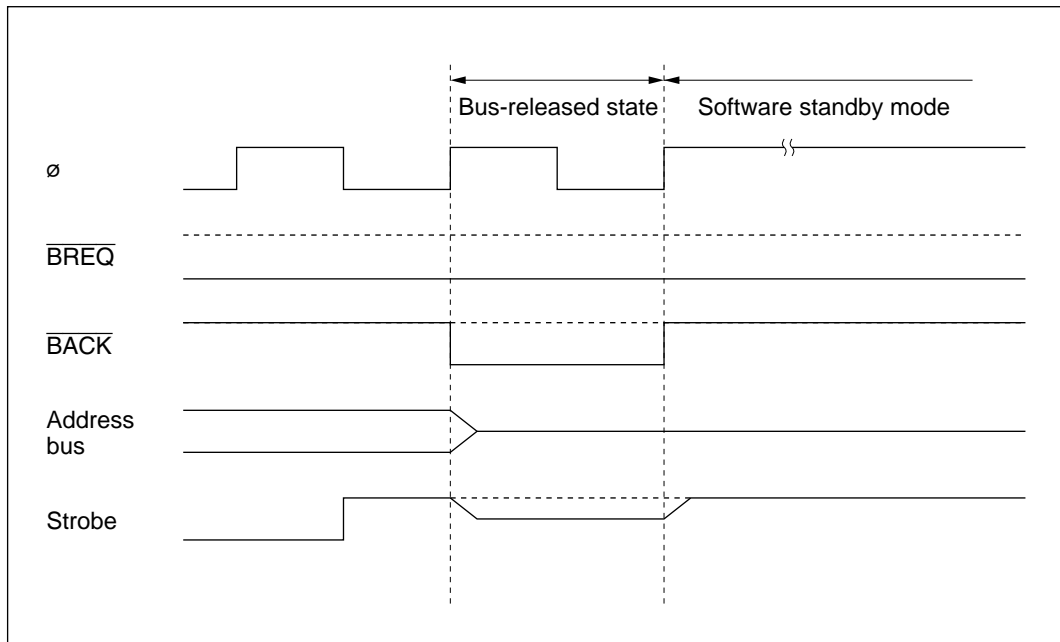 Bus-released state
Software standby mode
ø
BREQ
BACK
Address
bus
Strobe